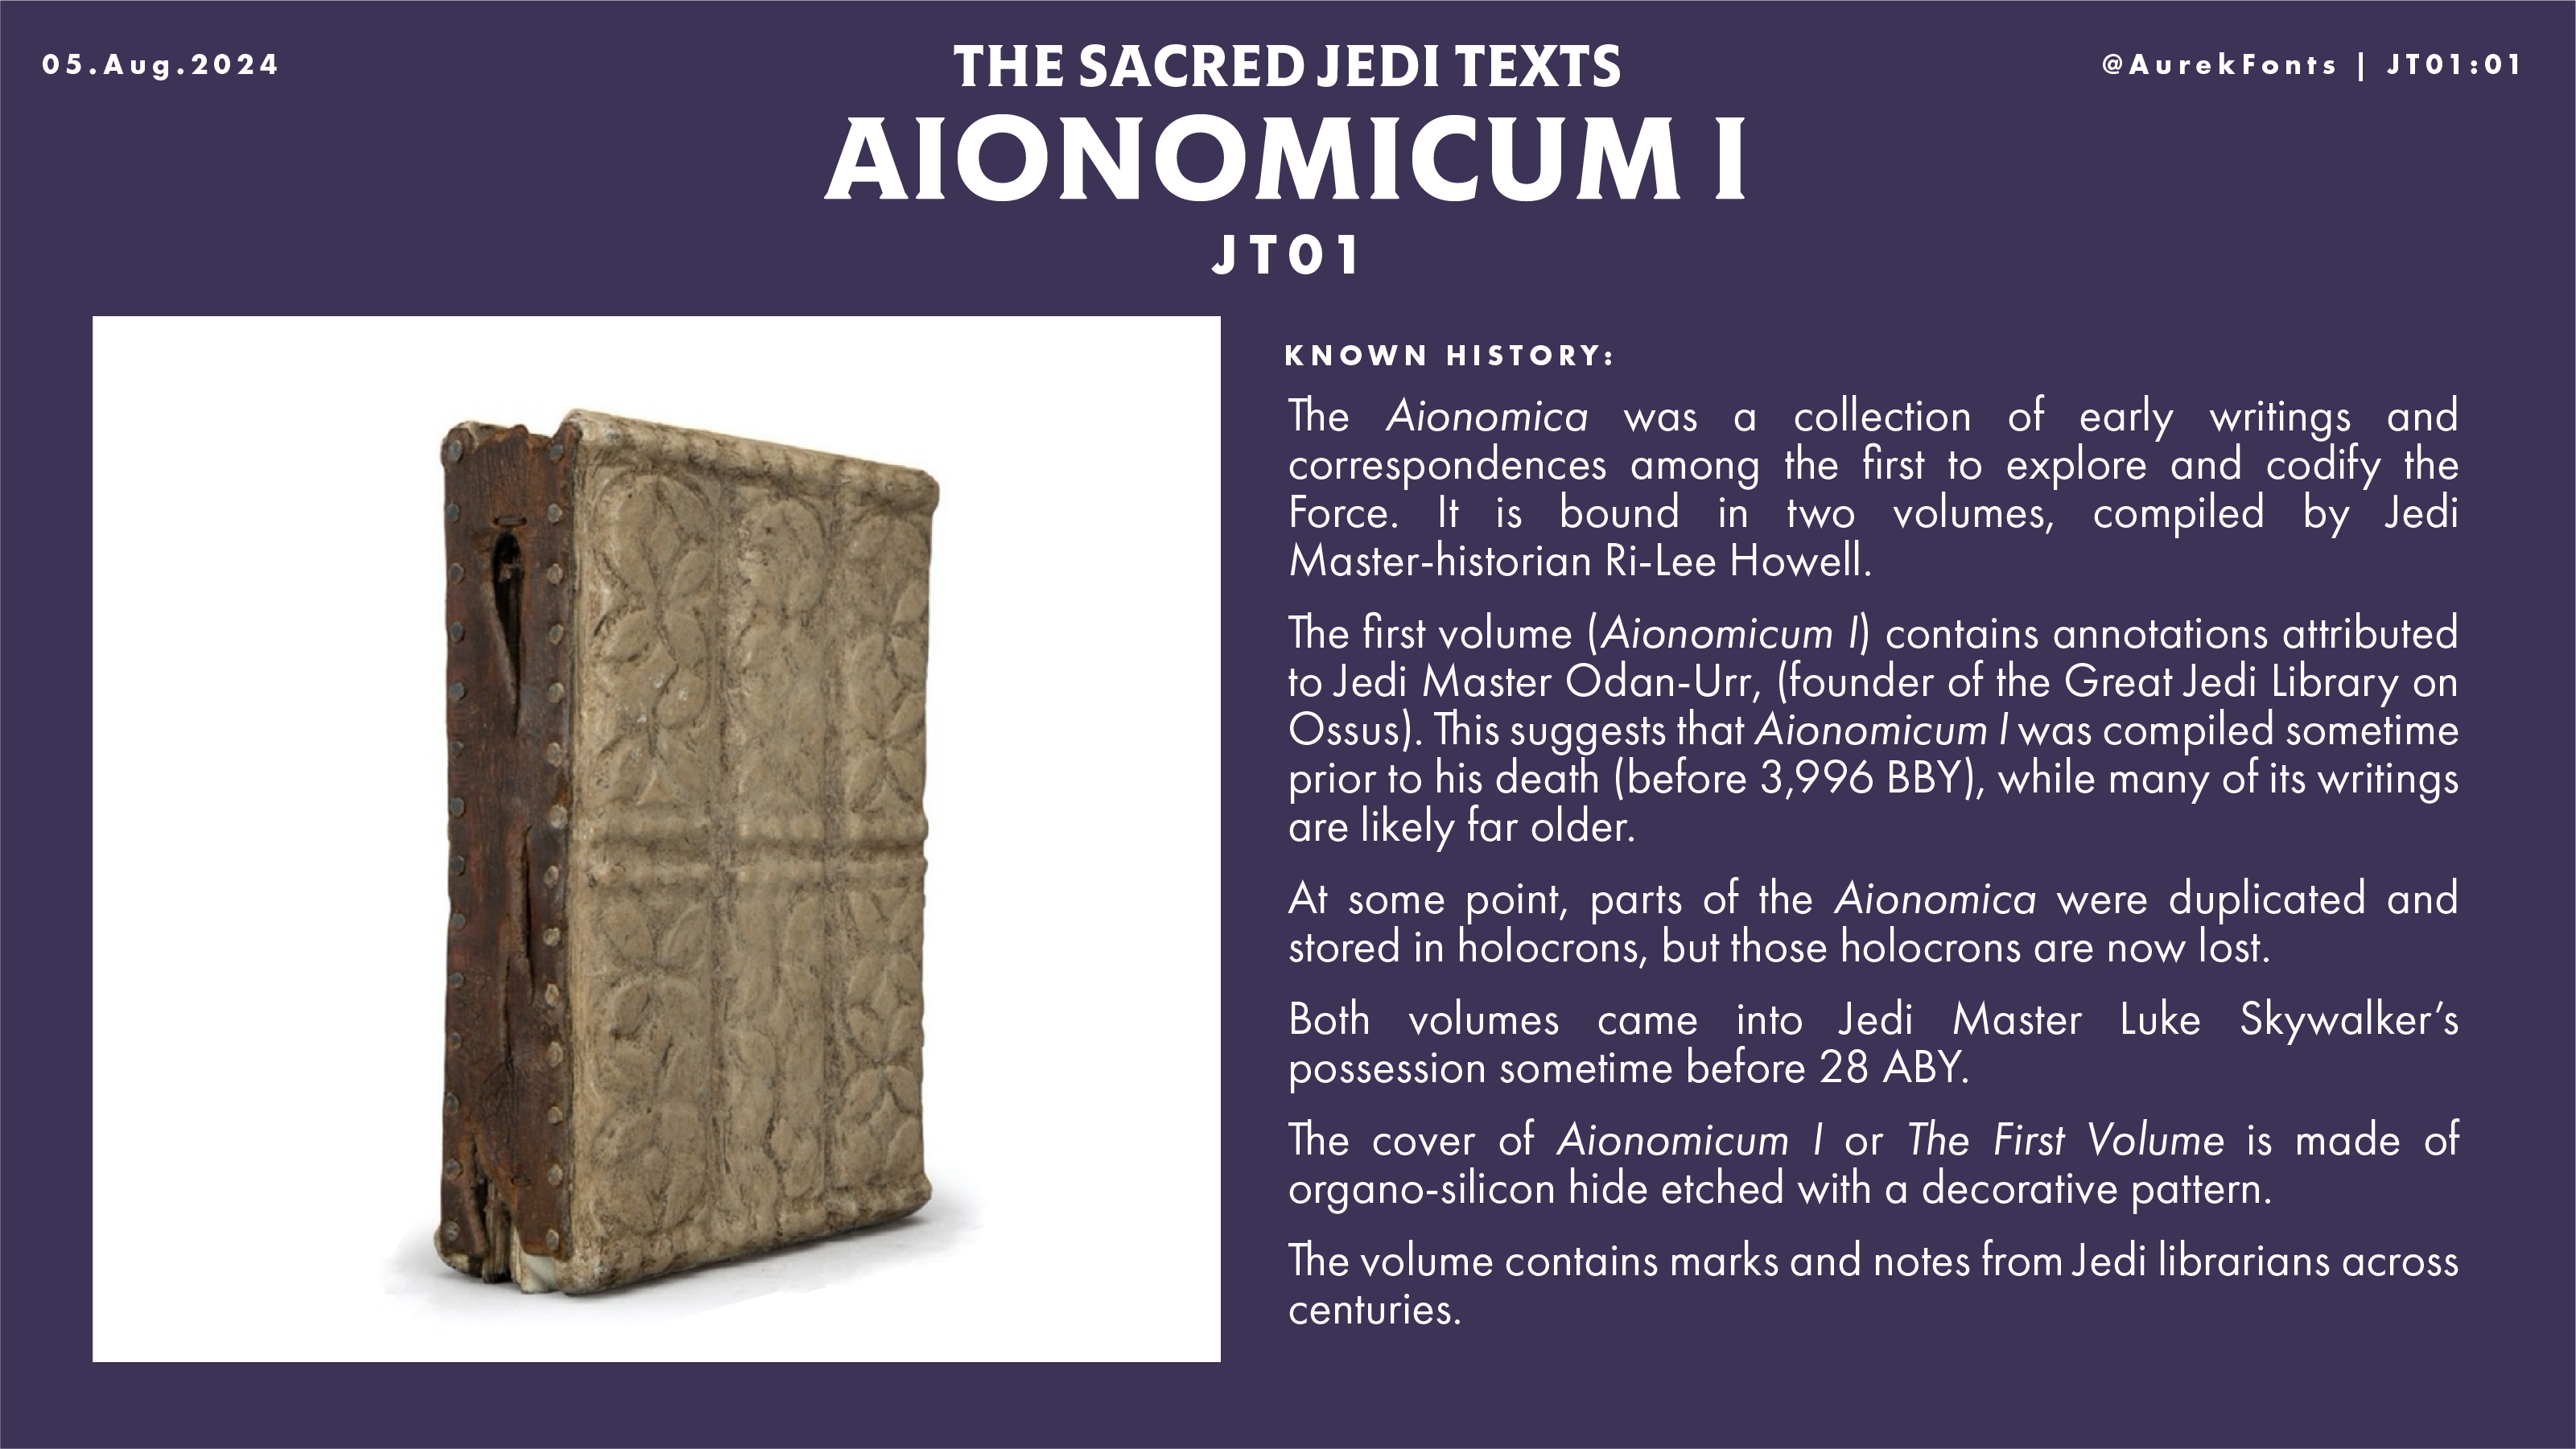 05.Aug.2024
THE SACRED JEDI TEXTS
@AurekFonts | JT01:01
AIONOMICUM I
JT01
KNOWN HISTORY:
The Aionomica was a collection of early writings and
correspondences among the first to explore and codify the
Force. It is bound in two volumes, compiled by Jedi
Master-historian Ri-Lee Howell.
The first volume (Aionomicum I) contains annotations attributed
to Jedi Master Odan-Urr, (founder of the Great Jedi Library on
Ossus). This suggests that Aionomicum I was compiled sometime
prior to his death (before 3,996 BBY), while many of its writings
are likely far older.
At some point, parts of the Aionomica were duplicated and
stored in holocrons, but those holocrons are now lost.
Both volumes came into Jedi Master Luke Skywalker’s
possession sometime before 28 ABY.
The cover of Aionomicum I or The First Volume is made of
organo-silicon hide etched with a decorative pattern.
The volume contains marks and notes from Jedi librarians across
centuries.